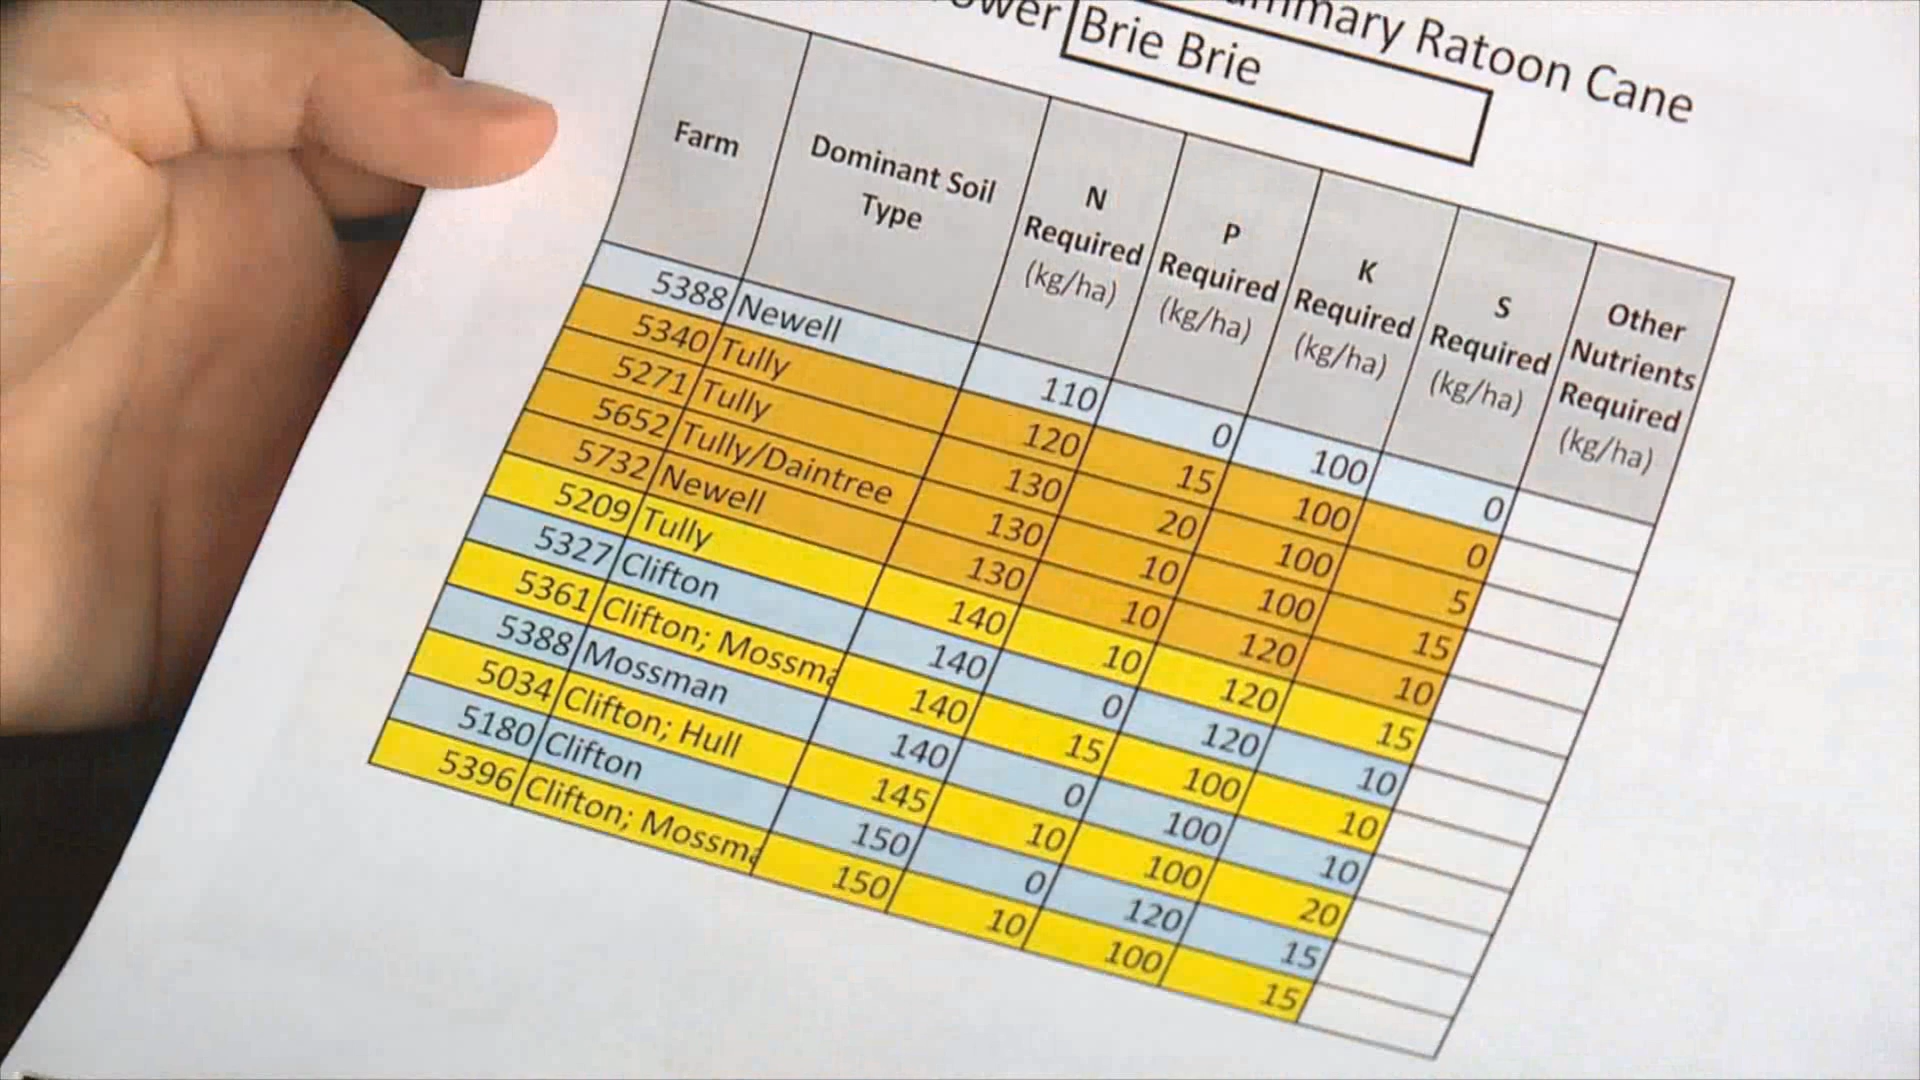 mmary Ratoon Cane
ower Brie Brie
Farm Dominant Soil Type N Required (kg/ha) P Required (kg/ha) K Required (kg/ha) S Required (kg/ha) Other Nutrients Required (kg/ha)
5388 Newell 110 0 100 0
5340 Tully 120 15 100 0
5271 Tully 130 20 100 5
5652 Tully/Daintree 130 10 100 15
5732 Newell 130 10 120 10
5209 Tully 140 10 120 15
5327 Clifton 140 0 120 10
5361 Clifton; Mossma 140 15 100 10
5388 Mossman 140 0 100 10
5034 Clifton; Hull 145 10 100 20
5180 Clifton 150 0 120 15
5396 Clifton; Mossma 150 10 100 15